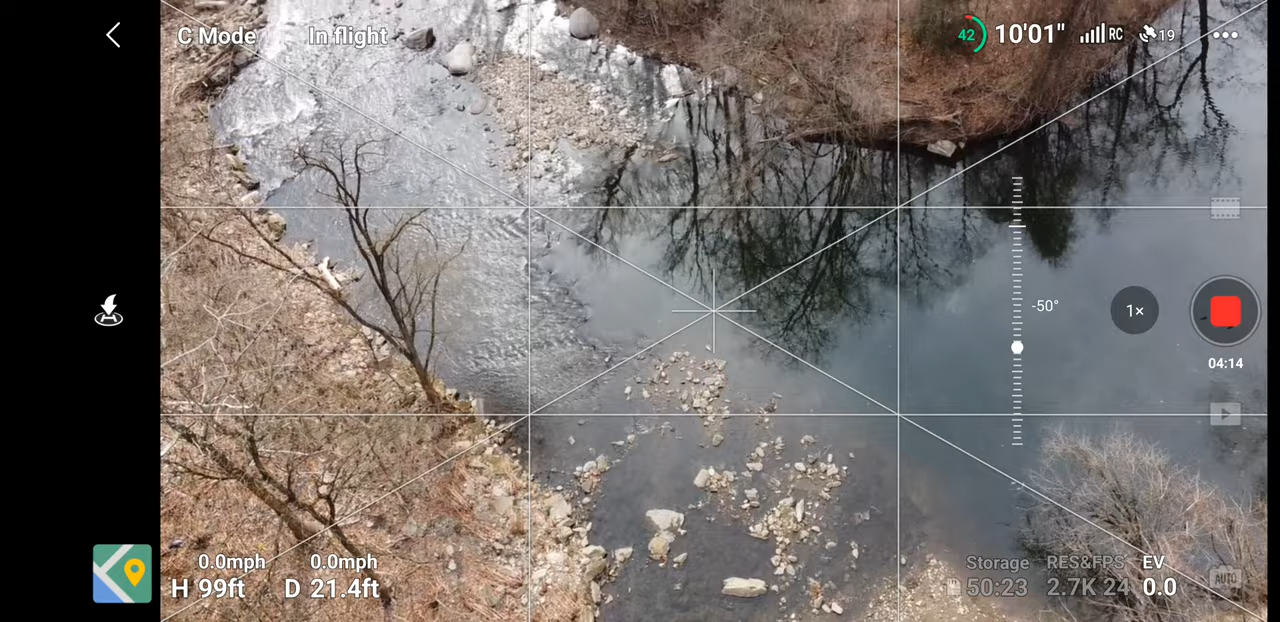 C Mode In flight 42 10'01" RC 19
-50°
1×
04:14
0.0mph 0.0mph Storage RES&FPS EV
H 99ft D 21.4ft 50:23 2.7K 24 0.0 AUTO